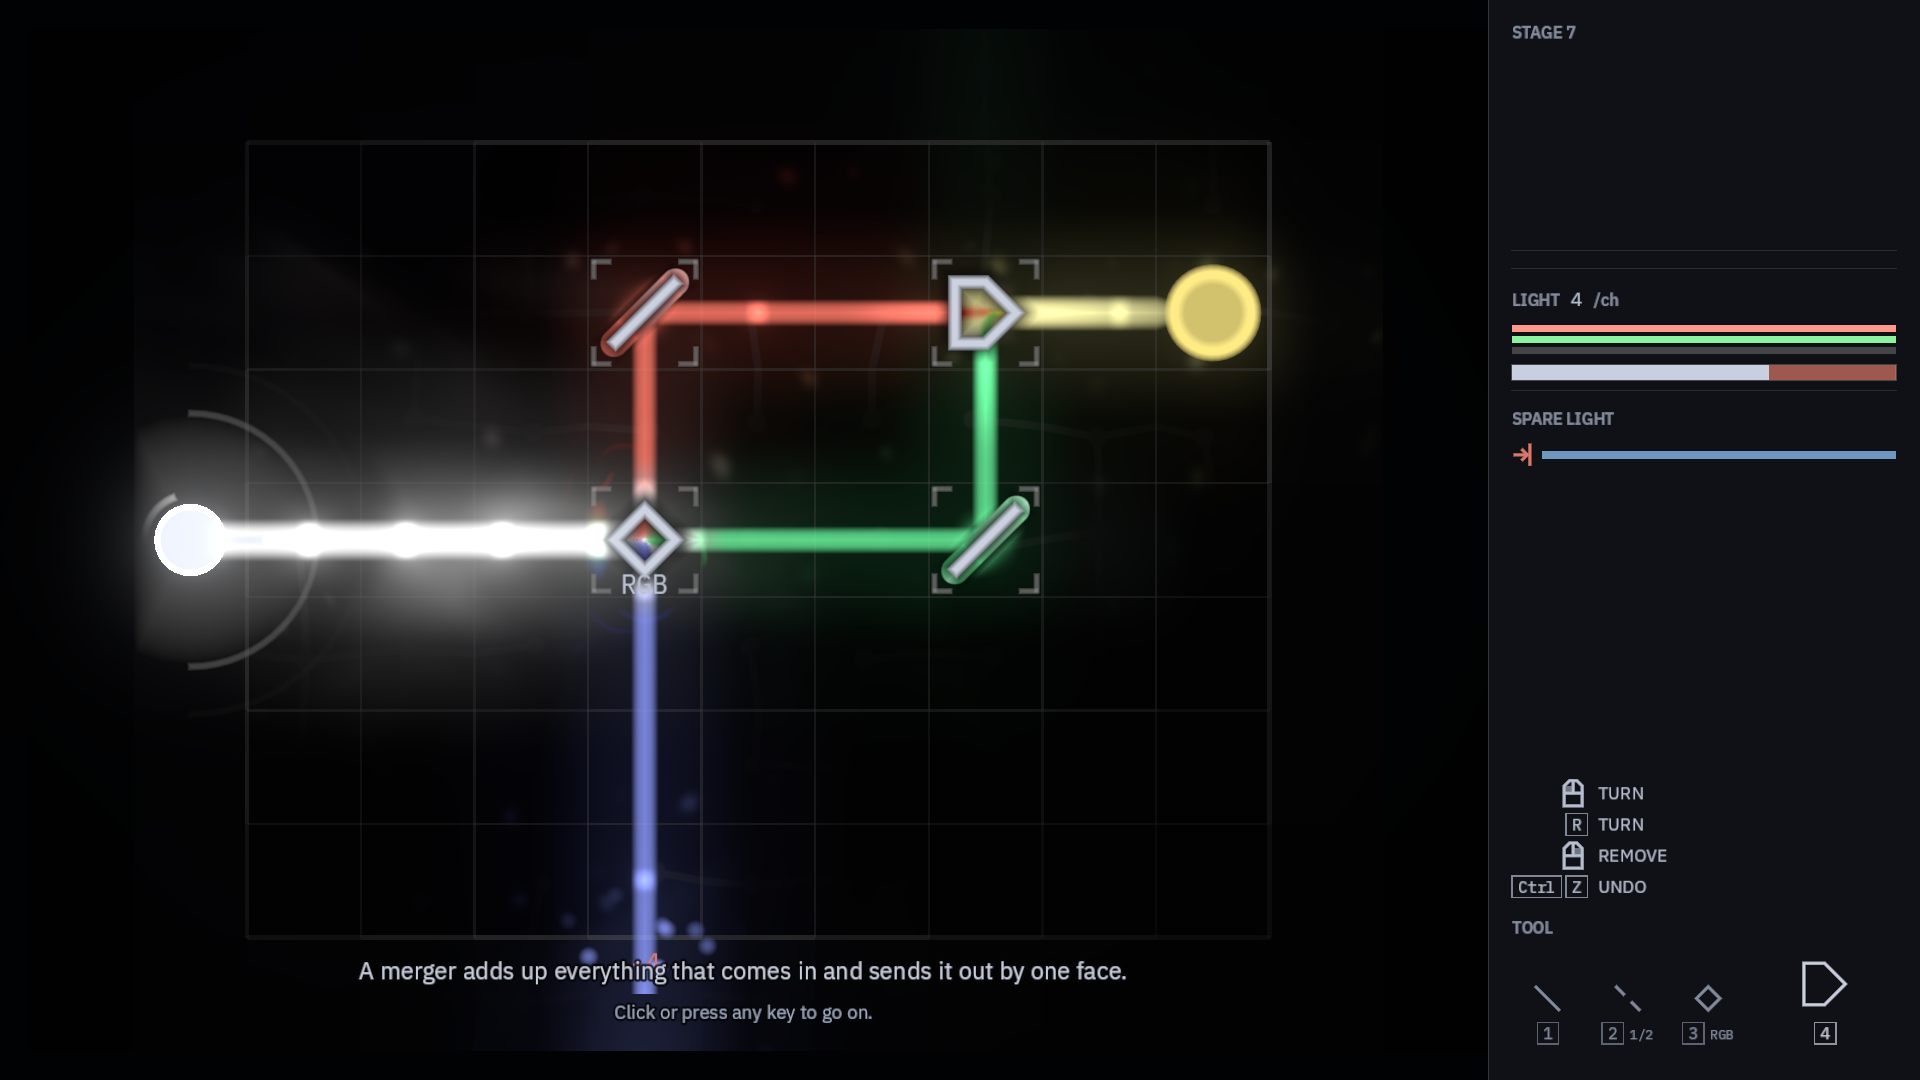 STAGE 7
LIGHT 4 /ch
SPARE LIGHT
RGB
4
A merger adds up everything that comes in and sends it out by one face.
Click or press any key to go on.
TURN
R TURN
REMOVE
Ctrl Z UNDO
TOOL
1 2 1/2 3 RGB 4